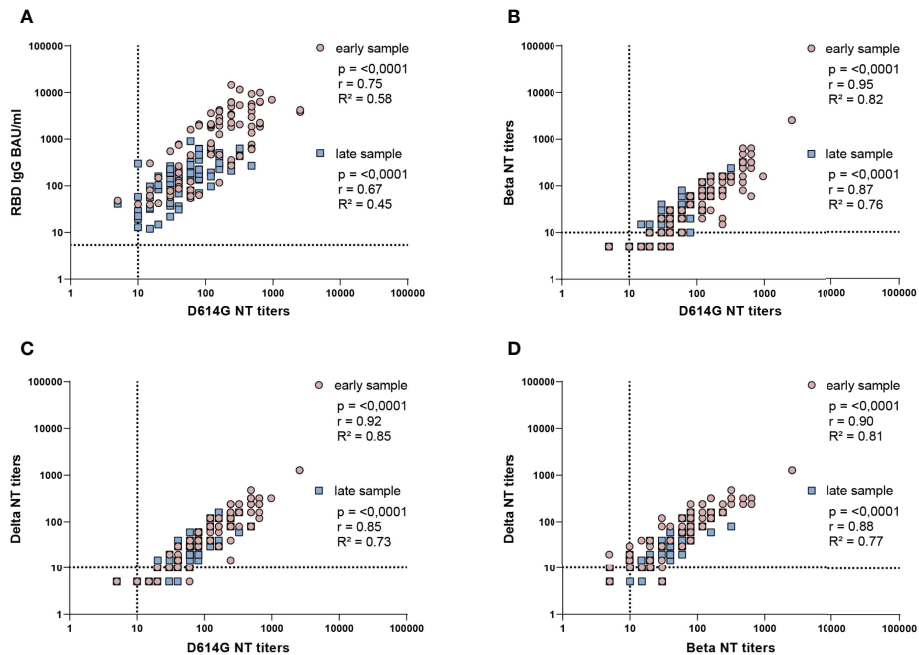 A
early sample
p = <0,0001
r = 0.75
R² = 0.58
late sample
p = <0,0001
r = 0.67
R² = 0.45
RBD IgG BAU/ml
100000
10000
1000
100
10
1
1 10 100 1000 10000 100000
D614G NT titers
B
early sample
p = <0,0001
r = 0.95
R² = 0.82
late sample
p = <0,0001
r = 0.87
R² = 0.76
Beta NT titers
100000
10000
1000
100
10
1
1 10 100 1000 10000 100000
D614G NT titers
C
early sample
p = <0,0001
r = 0.92
R² = 0.85
late sample
p = <0,0001
r = 0.85
R² = 0.73
Delta NT titers
100000
10000
1000
100
10
1
1 10 100 1000 10000 100000
D614G NT titers
D
early sample
p = <0,0001
r = 0.90
R² = 0.81
late sample
p = <0,0001
r = 0.88
R² = 0.77
Delta NT titers
100000
10000
1000
100
10
1
1 10 100 1000 10000 100000
Beta NT titers